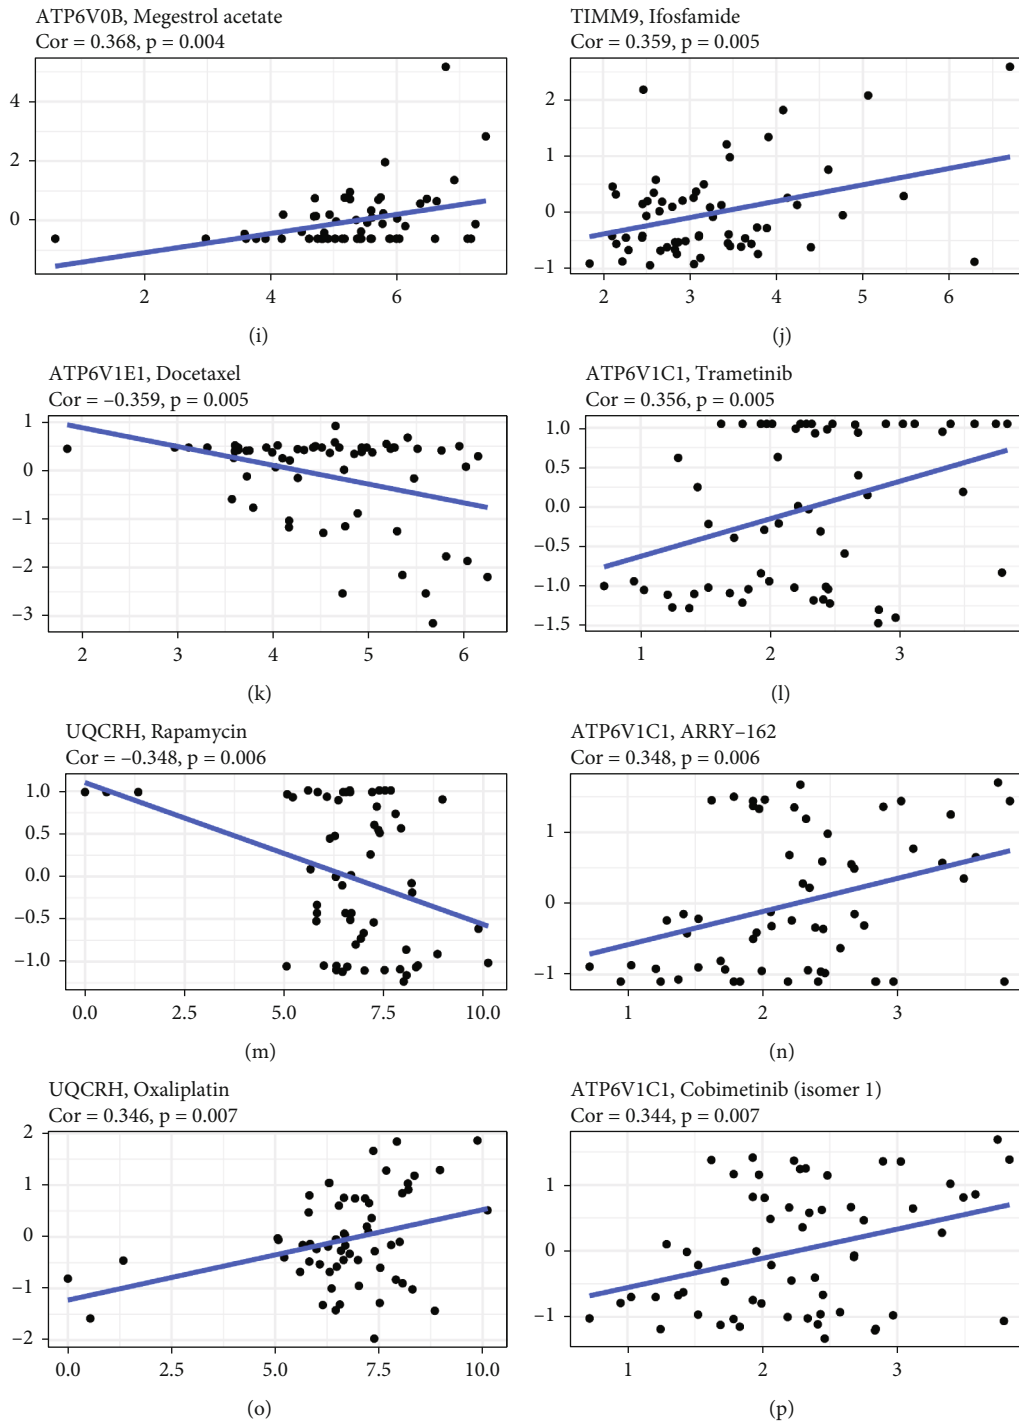 ATP6V0B, Megestrol acetate
Cor = 0.368, p = 0.004
4
2
0
2 4 6
(i)
TIMM9, Ifosfamide
Cor = 0.359, p = 0.005
2
1
0
−1
2 3 4 5 6
(j)
ATP6V1E1, Docetaxel
Cor = −0.359, p = 0.005
1
0
−1
−2
−3
2 3 4 5 6
(k)
ATP6V1C1, Trametinib
Cor = 0.356, p = 0.005
1.0
0.5
0.0
−0.5
−1.0
−1.5
1 2 3
(l)
UQCRH, Rapamycin
Cor = −0.348, p = 0.006
1.0
0.5
0.0
−0.5
−1.0
0.0 2.5 5.0 7.5 10.0
(m)
ATP6V1C1, ARRY−162
Cor = 0.348, p = 0.006
1
0
−1
1 2 3
(n)
UQCRH, Oxaliplatin
Cor = 0.346, p = 0.007
2
1
0
−1
−2
0.0 2.5 5.0 7.5 10.0
(o)
ATP6V1C1, Cobimetinib (isomer 1)
Cor = 0.344, p = 0.007
1
0
−1
1 2 3
(p)